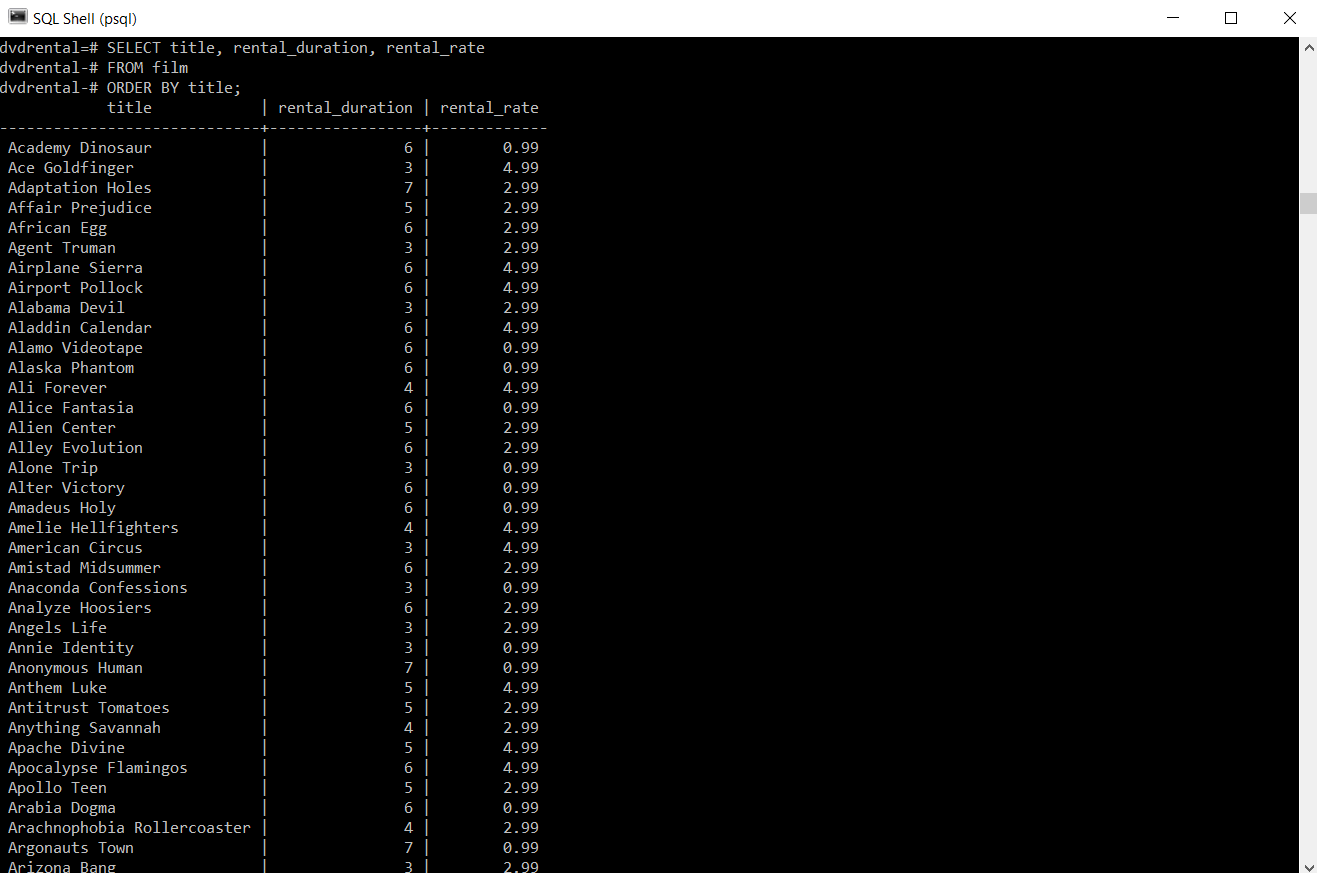 SQL Shell (psql)
dvdrental=# SELECT title, rental_duration, rental_rate
dvdrental-# FROM film
dvdrental-# ORDER BY title;
            title            | rental_duration | rental_rate
-----------------------------+-----------------+-------------
 Academy Dinosaur            |               6 |        0.99
 Ace Goldfinger              |               3 |        4.99
 Adaptation Holes            |               7 |        2.99
 Affair Prejudice            |               5 |        2.99
 African Egg                 |               6 |        2.99
 Agent Truman                |               3 |        2.99
 Airplane Sierra             |               6 |        4.99
 Airport Pollock             |               6 |        4.99
 Alabama Devil               |               3 |        2.99
 Aladdin Calendar            |               6 |        4.99
 Alamo Videotape             |               6 |        0.99
 Alaska Phantom              |               6 |        0.99
 Ali Forever                 |               4 |        4.99
 Alice Fantasia              |               6 |        0.99
 Alien Center                |               5 |        2.99
 Alley Evolution             |               6 |        2.99
 Alone Trip                  |               3 |        0.99
 Alter Victory               |               6 |        0.99
 Amadeus Holy                |               6 |        0.99
 Amelie Hellfighters         |               4 |        4.99
 American Circus             |               3 |        4.99
 Amistad Midsummer           |               6 |        2.99
 Anaconda Confessions        |               3 |        0.99
 Analyze Hoosiers            |               6 |        2.99
 Angels Life                 |               3 |        2.99
 Annie Identity              |               3 |        0.99
 Anonymous Human             |               7 |        0.99
 Anthem Luke                 |               5 |        4.99
 Antitrust Tomatoes          |               5 |        2.99
 Anything Savannah           |               4 |        2.99
 Apache Divine               |               5 |        4.99
 Apocalypse Flamingos        |               6 |        4.99
 Apollo Teen                 |               5 |        2.99
 Arabia Dogma                |               6 |        0.99
 Arachnophobia Rollercoaster |               4 |        2.99
 Argonauts Town              |               7 |        0.99
 Arizona Bang                |               3 |        2.99